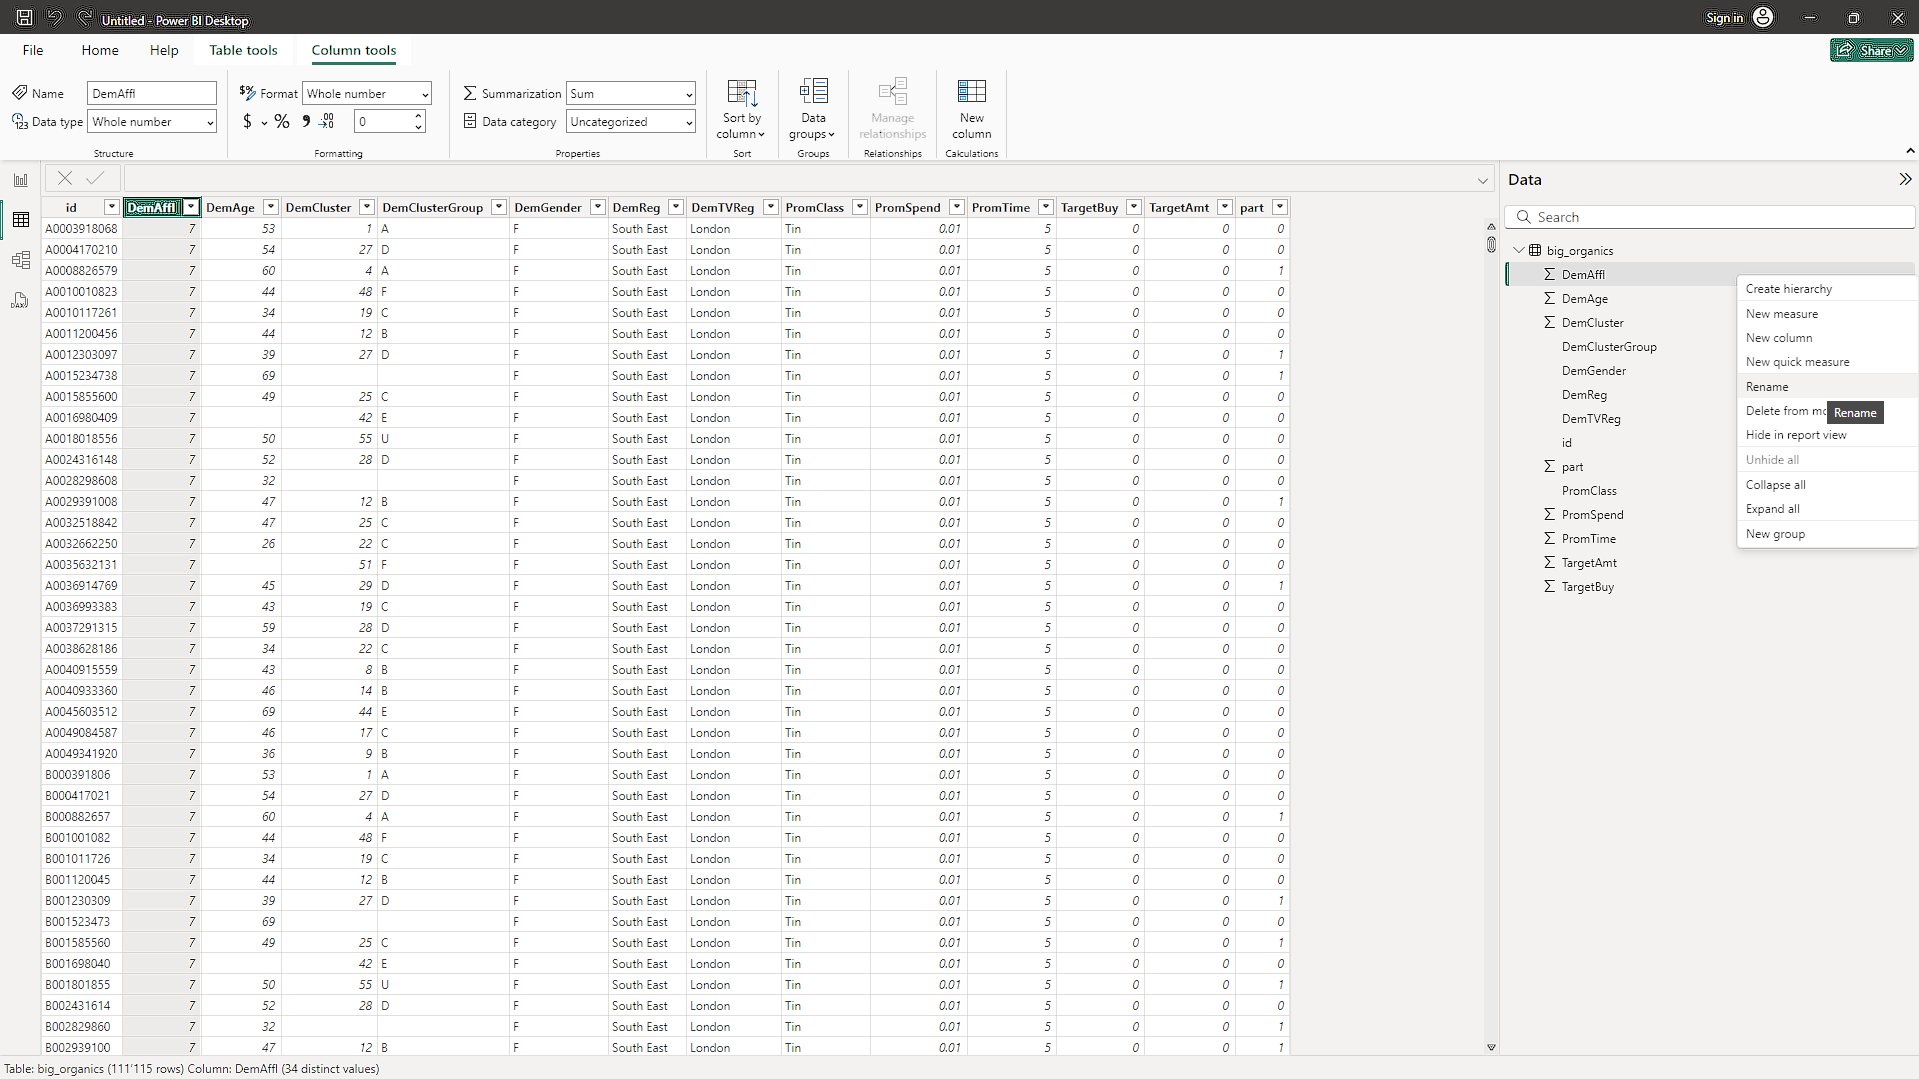 Untitled - Power BI Desktop
Sign in
File Home Help Table tools Column tools
Share
Name DemAffl
Data type Whole number
Structure
Format Whole number
$ % 9 .00 0
Formatting
Summarization Sum
Data category Uncategorized
Properties
Sort by column
Sort
Data groups
Groups
Manage relationships
Relationships
New column
Calculations
id DemAffl DemAge DemCluster DemClusterGroup DemGender DemReg DemTVReg PromClass PromSpend PromTime TargetBuy TargetAmt part
A0003918068 7 53 1 A F South East London Tin 0.01 5 0 0 0
A0004170210 7 54 27 D F South East London Tin 0.01 5 0 0 0
A0008826579 7 60 4 A F South East London Tin 0.01 5 0 0 1
A0010010823 7 44 48 F F South East London Tin 0.01 5 0 0 0
A0010117261 7 34 19 C F South East London Tin 0.01 5 0 0 0
A0011200456 7 44 12 B F South East London Tin 0.01 5 0 0 0
A0012303097 7 39 27 D F South East London Tin 0.01 5 0 0 1
A0015234738 7 69 F South East London Tin 0.01 5 0 0 1
A0015855600 7 49 25 C F South East London Tin 0.01 5 0 0 0
A0016980409 7 42 E F South East London Tin 0.01 5 0 0 0
A0018018556 7 50 55 U F South East London Tin 0.01 5 0 0 0
A0024316148 7 52 28 D F South East London Tin 0.01 5 0 0 0
A0028298608 7 32 F South East London Tin 0.01 5 0 0 0
A0029391008 7 47 12 B F South East London Tin 0.01 5 0 0 1
A0032518842 7 47 25 C F South East London Tin 0.01 5 0 0 0
A0032662250 7 26 22 C F South East London Tin 0.01 5 0 0 0
A0035632131 7 51 F F South East London Tin 0.01 5 0 0 0
A0036914769 7 45 29 D F South East London Tin 0.01 5 0 0 1
A0036993383 7 43 19 C F South East London Tin 0.01 5 0 0 0
A0037291315 7 59 28 D F South East London Tin 0.01 5 0 0 0
A0038628186 7 34 22 C F South East London Tin 0.01 5 0 0 0
A0040915559 7 43 8 B F South East London Tin 0.01 5 0 0 0
A0040933360 7 46 14 B F South East London Tin 0.01 5 0 0 0
A0045603512 7 69 44 E F South East London Tin 0.01 5 0 0 0
A0049084587 7 46 17 C F South East London Tin 0.01 5 0 0 0
A0049341920 7 36 9 B F South East London Tin 0.01 5 0 0 0
B000391806 7 53 1 A F South East London Tin 0.01 5 0 0 0
B000417021 7 54 27 D F South East London Tin 0.01 5 0 0 0
B000882657 7 60 4 A F South East London Tin 0.01 5 0 0 1
B001001082 7 44 48 F F South East London Tin 0.01 5 0 0 0
B001011726 7 34 19 C F South East London Tin 0.01 5 0 0 0
B001120045 7 44 12 B F South East London Tin 0.01 5 0 0 0
B001230309 7 39 27 D F South East London Tin 0.01 5 0 0 1
B001523473 7 69 F South East London Tin 0.01 5 0 0 0
B001585560 7 49 25 C F South East London Tin 0.01 5 0 0 1
B001698040 7 42 E F South East London Tin 0.01 5 0 0 0
B001801855 7 50 55 U F South East London Tin 0.01 5 0 0 1
B002431614 7 52 28 D F South East London Tin 0.01 5 0 0 0
B002829860 7 32 F South East London Tin 0.01 5 0 0 1
B002939100 7 47 12 B F South East London Tin 0.01 5 0 0 1
Data
Search
big_organics
DemAffl
DemAge
DemCluster
DemClusterGroup
DemGender
DemReg
DemTVReg
id
part
PromClass
PromSpend
PromTime
TargetAmt
TargetBuy
Create hierarchy
New measure
New column
New quick measure
Rename
Delete from mo
Rename
Hide in report view
Unhide all
Collapse all
Expand all
New group
DAX
Table: big_organics (111'115 rows) Column: DemAffl (34 distinct values)